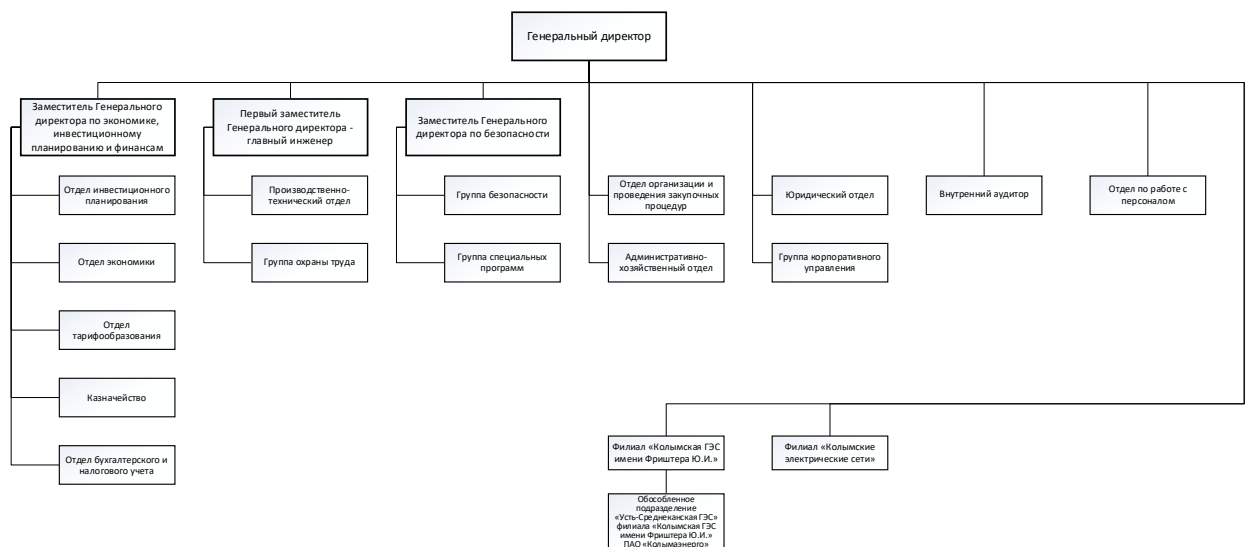 Генеральный директор
Заместитель Генерального
директора по экономике,
инвестиционному
планированию и финансам
Первый заместитель
Генерального директора -
главный инженер
Заместитель Генерального
директора по безопасности
Отдел инвестиционного
планирования
Производственно-
технический отдел
Группа безопасности
Отдел организации и
проведения закупочных
процедур
Юридический отдел
Внутренний аудитор
Отдел по работе с
персоналом
Отдел экономики
Группа охраны труда
Группа специальных
программ
Административно-
хозяйственный отдел
Группа корпоративного
управления
Отдел
тарифообразования
Казначейство
Отдел бухгалтерского и
налогового учета
Филиал «Колымская ГЭС
имени Фриштера Ю.И.»
Филиал «Колымские
электрические сети»
Обособленное
подразделение
«Усть-Среднеканская ГЭС»
филиала «Колымская ГЭС
имени Фриштера Ю.И.»
ПАО «Колымаэнерго»